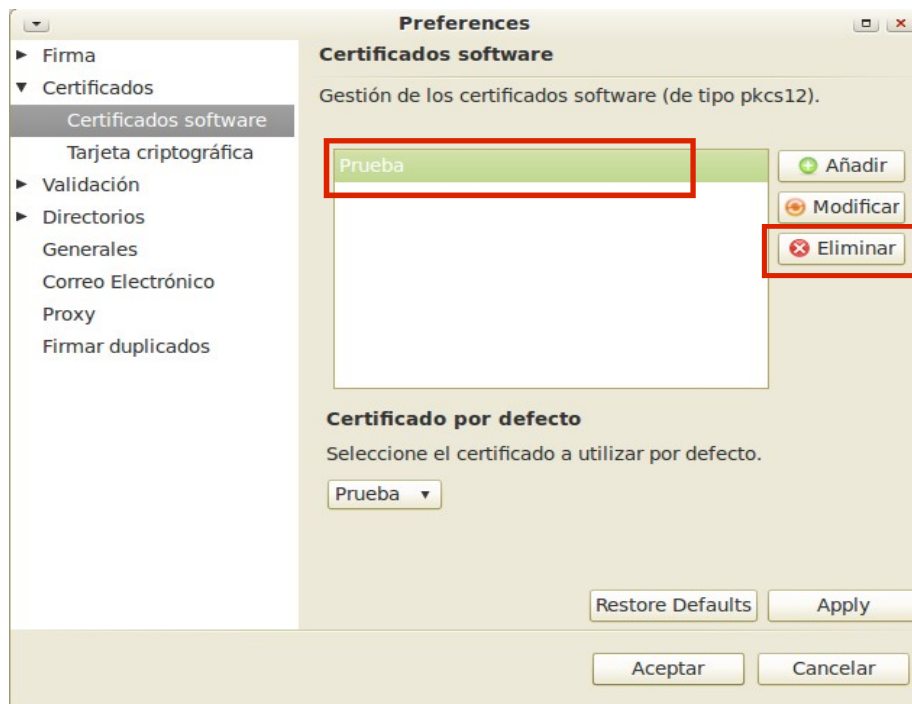 Preferences
Firma
Certificados
Certificados software
Tarjeta criptográfica
Validación
Directorios
Generales
Correo Electrónico
Proxy
Firmar duplicados
Certificados software
Gestión de los certificados software (de tipo pkcs12).
Prueba
Añadir
Modificar
Eliminar
Certificado por defecto
Seleccione el certificado a utilizar por defecto.
Prueba
Restore Defaults
Apply
Aceptar
Cancelar